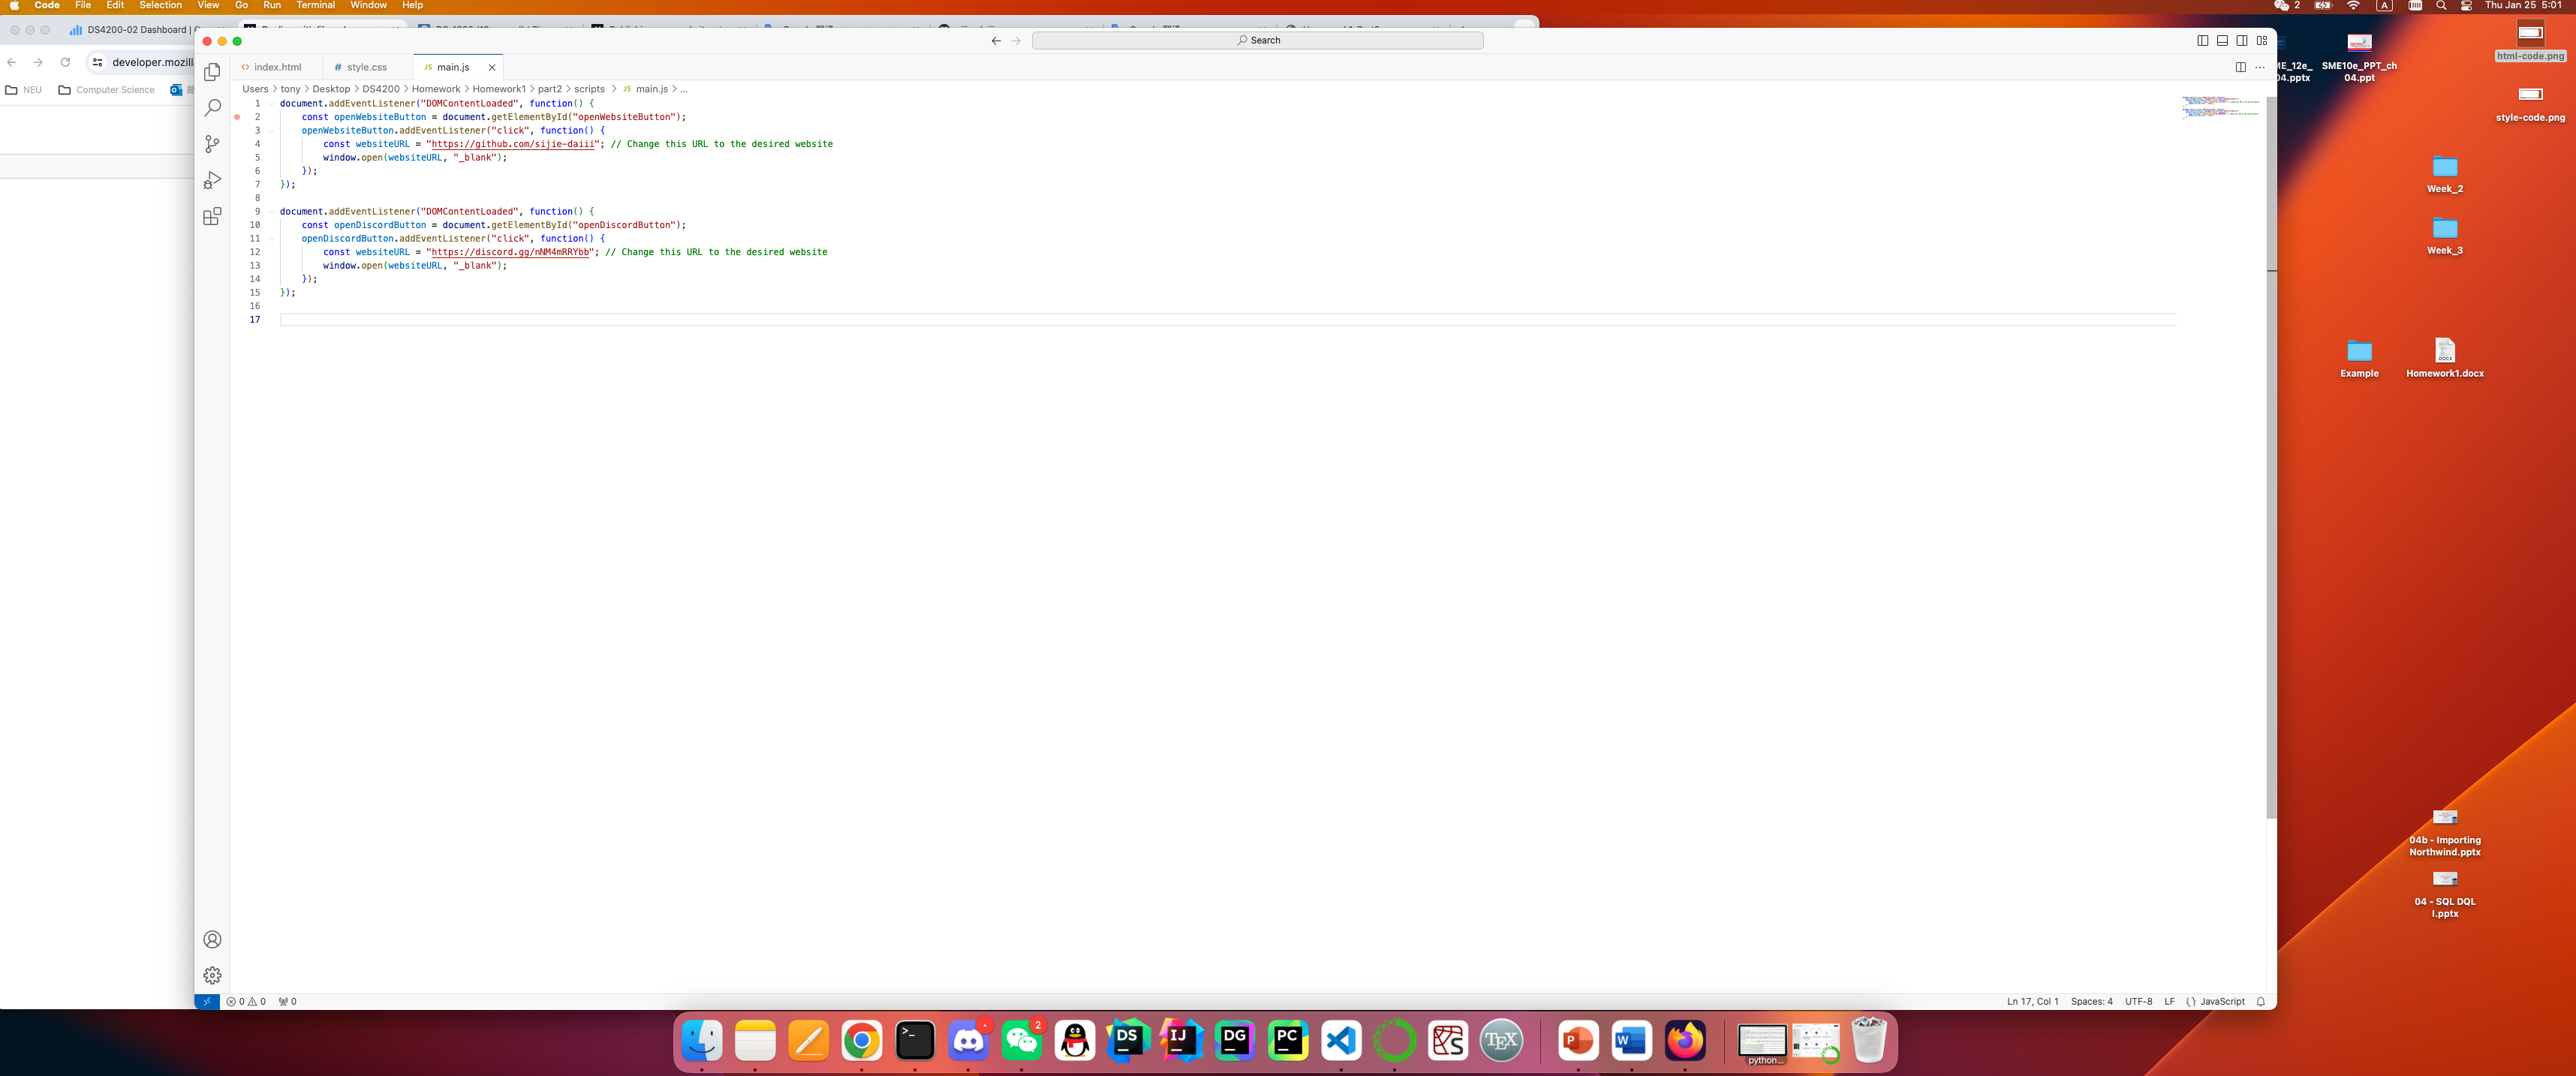 Code File Edit Selection View Go Run Terminal Window Help
2 A Thu Jan 25 5:01
DS4200-02 Dashboard |
Search
developer.mozill
NEU Computer Science
index.html # style.css JS main.js
Users > tony > Desktop > DS4200 > Homework > Homework1 > part2 > scripts > JS main.js > ...
1 document.addEventListener("DOMContentLoaded", function() {
2 const openWebsiteButton = document.getElementById("openWebsiteButton");
3 openWebsiteButton.addEventListener("click", function() {
4 const websiteURL = "https://github.com/sijie-daiii"; // Change this URL to the desired website
5 window.open(websiteURL, "_blank");
6 });
7 });
8
9 document.addEventListener("DOMContentLoaded", function() {
10 const openDiscordButton = document.getElementById("openDiscordButton");
11 openDiscordButton.addEventListener("click", function() {
12 const websiteURL = "https://discord.gg/nNM4mRRYbb"; // Change this URL to the desired website
13 window.open(websiteURL, "_blank");
14 });
15 });
16
17
Ln 17, Col 1 Spaces: 4 UTF-8 LF {} JavaScript
0 0 0
html-code.png
ME_12e_
04.pptx
SME10e_PPT_ch
04.ppt
style-code.png
Week_2
Week_3
Example
Homework1.docx
DOCX
04b - Importing
Northwind.pptx
04 - SQL DQL
I.pptx
2
DS IJ DG PC
TEX
P W
python...